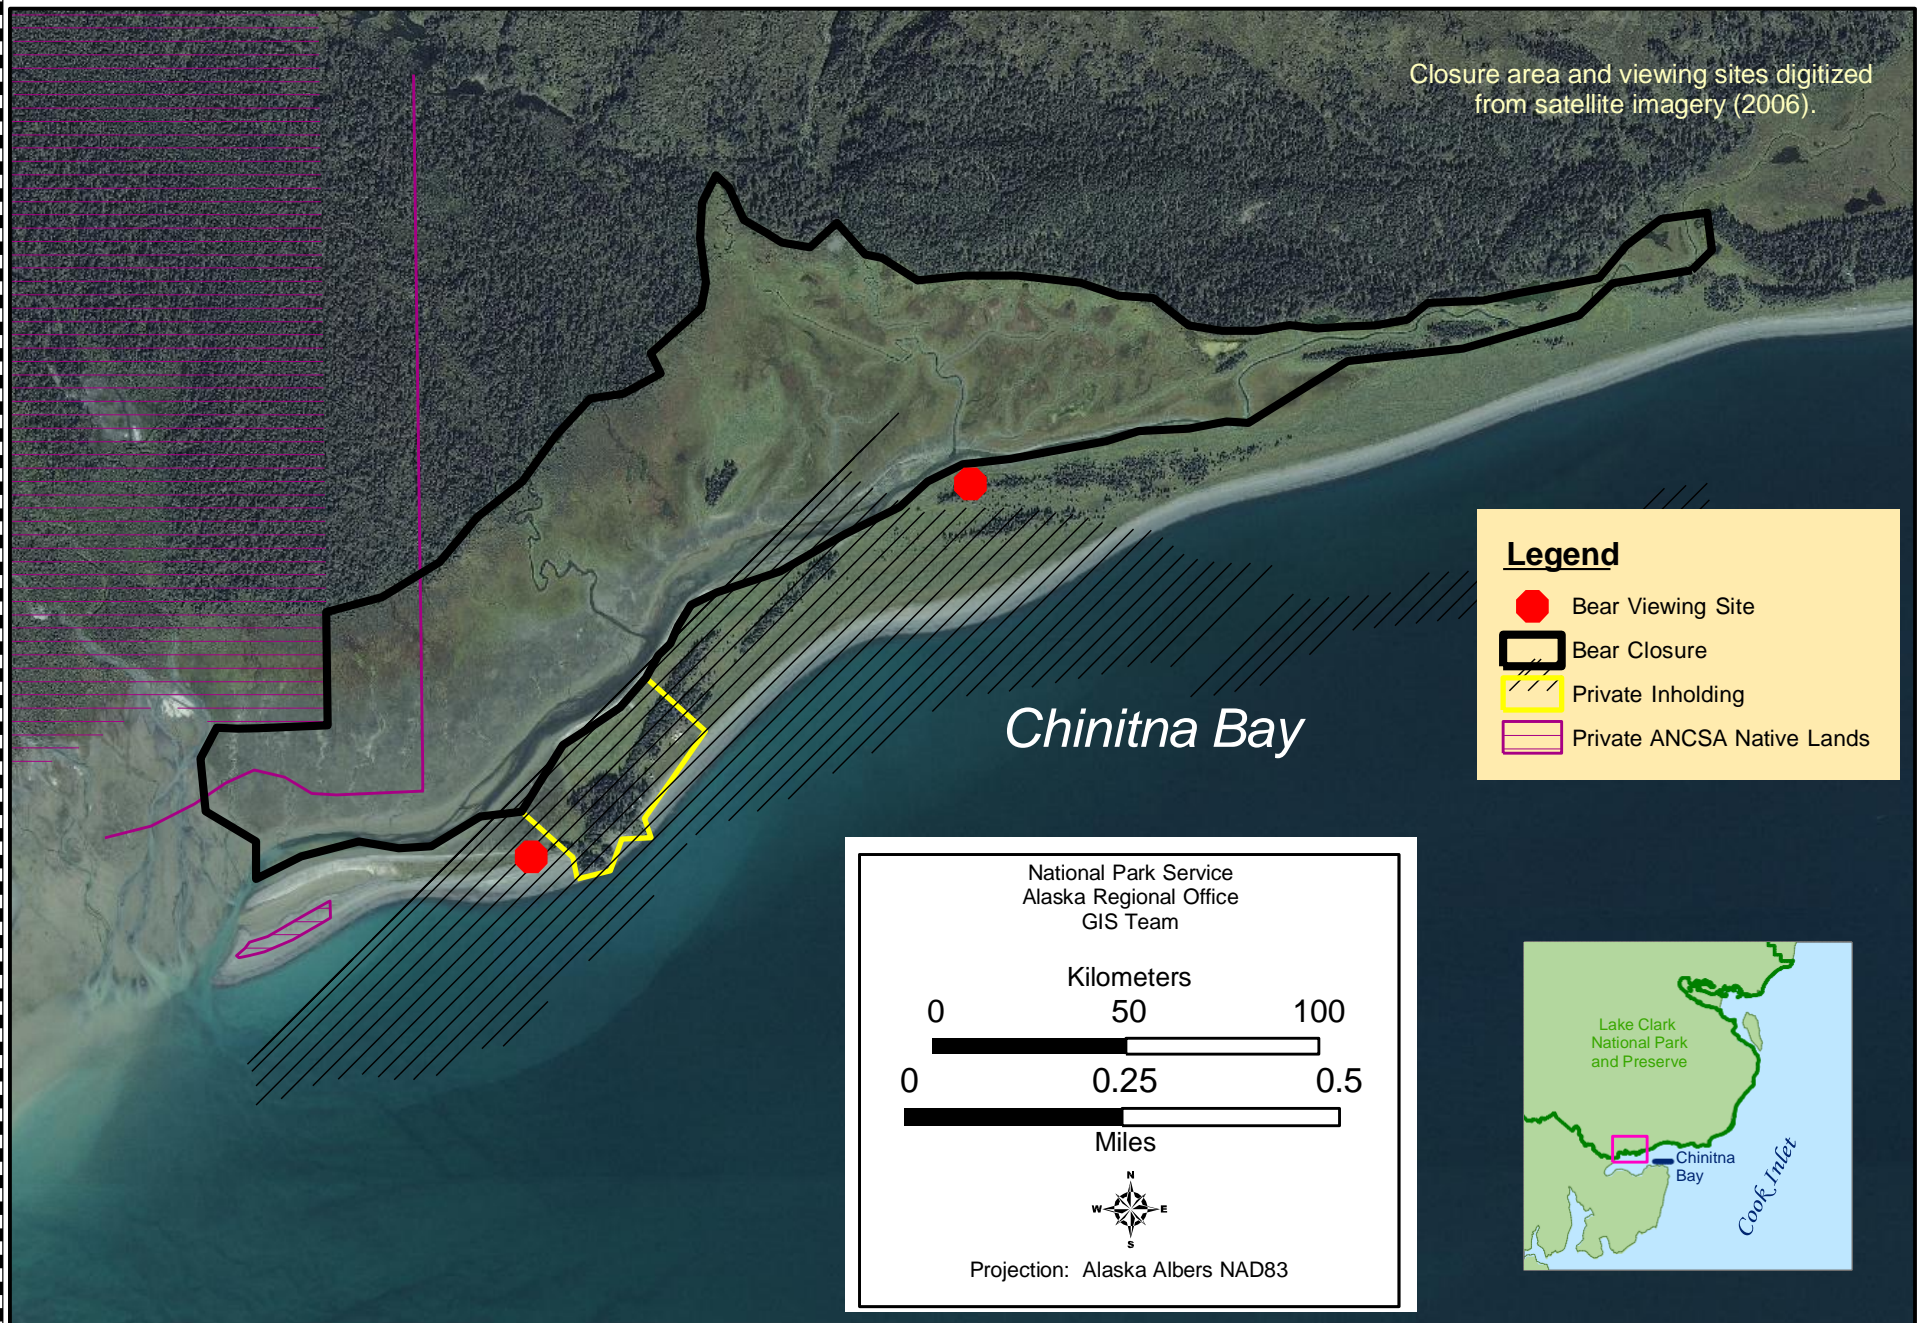 Closure area and viewing sites digitized
from satellite imagery (2006).
Legend
Bear Viewing Site
Bear Closure
Private Inholding
Private ANCSA Native Lands
Chinitna Bay
National Park Service
Alaska Regional Office
GIS Team
Kilometers
0 50 100
0 0.25 0.5
Miles
N
W E
S
Projection: Alaska Albers NAD83
Lake Clark
National Park
and Preserve
Chinitna
Bay
Cook Inlet